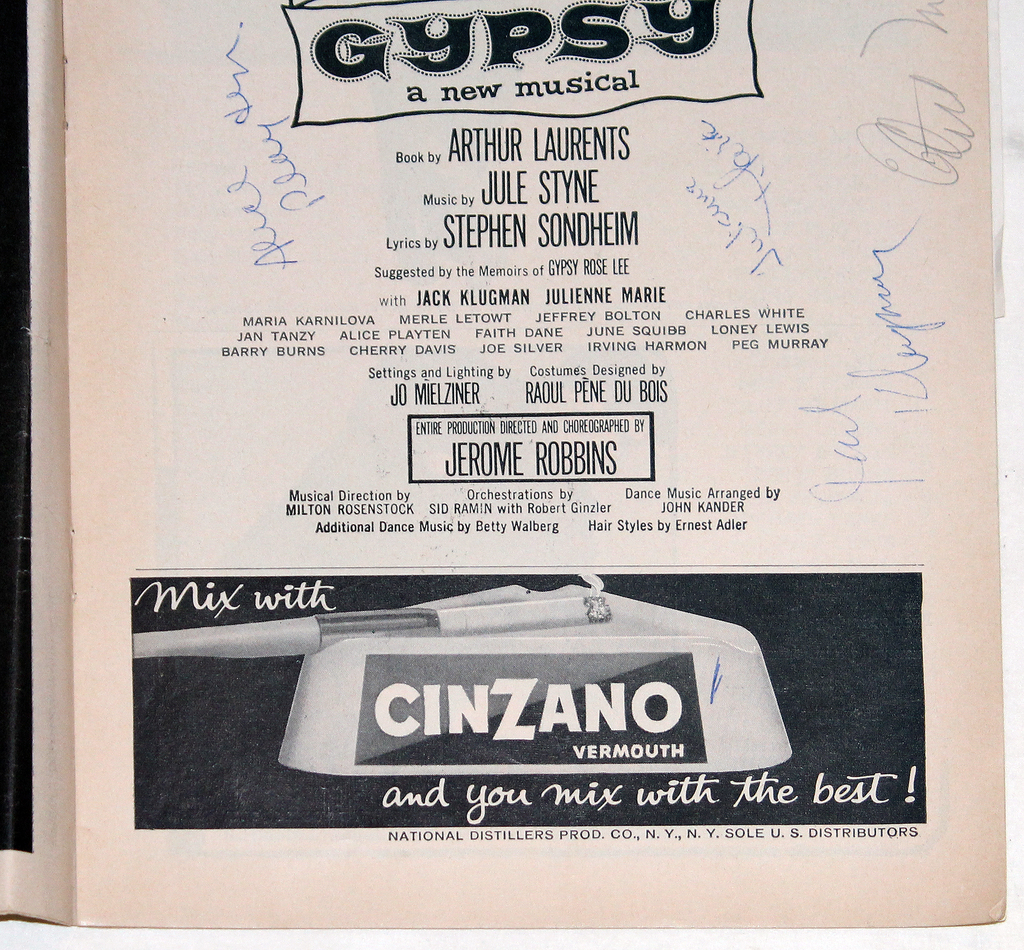 GYPSY
a new musical
Book by ARTHUR LAURENTS
Music by JULE STYNE
Lyrics by STEPHEN SONDHEIM
Suggested by the Memoirs of GYPSY ROSE LEE
with JACK KLUGMAN JULIENNE MARIE
MARIA KARNILOVA MERLE LETOWT JEFFREY BOLTON CHARLES WHITE
JAN TANZY ALICE PLAYTEN FAITH DANE JUNE SQUIBB LONEY LEWIS
BARRY BURNS CHERRY DAVIS JOE SILVER IRVING HARMON PEG MURRAY
Settings and Lighting by Costumes Designed by
JO MIELZINER RAOUL PÈNE DU BOIS
ENTIRE PRODUCTION DIRECTED AND CHOREOGRAPHED BY
JEROME ROBBINS
Musical Direction by Orchestrations by Dance Music Arranged by
MILTON ROSENSTOCK SID RAMIN with Robert Ginzler JOHN KANDER
Additional Dance Music by Betty Walberg Hair Styles by Ernest Adler
Jack
Klugman
Mix with
CINZANO
VERMOUTH
and you mix with the best!
NATIONAL DISTILLERS PROD. CO., N. Y., N. Y. SOLE U. S. DISTRIBUTORS